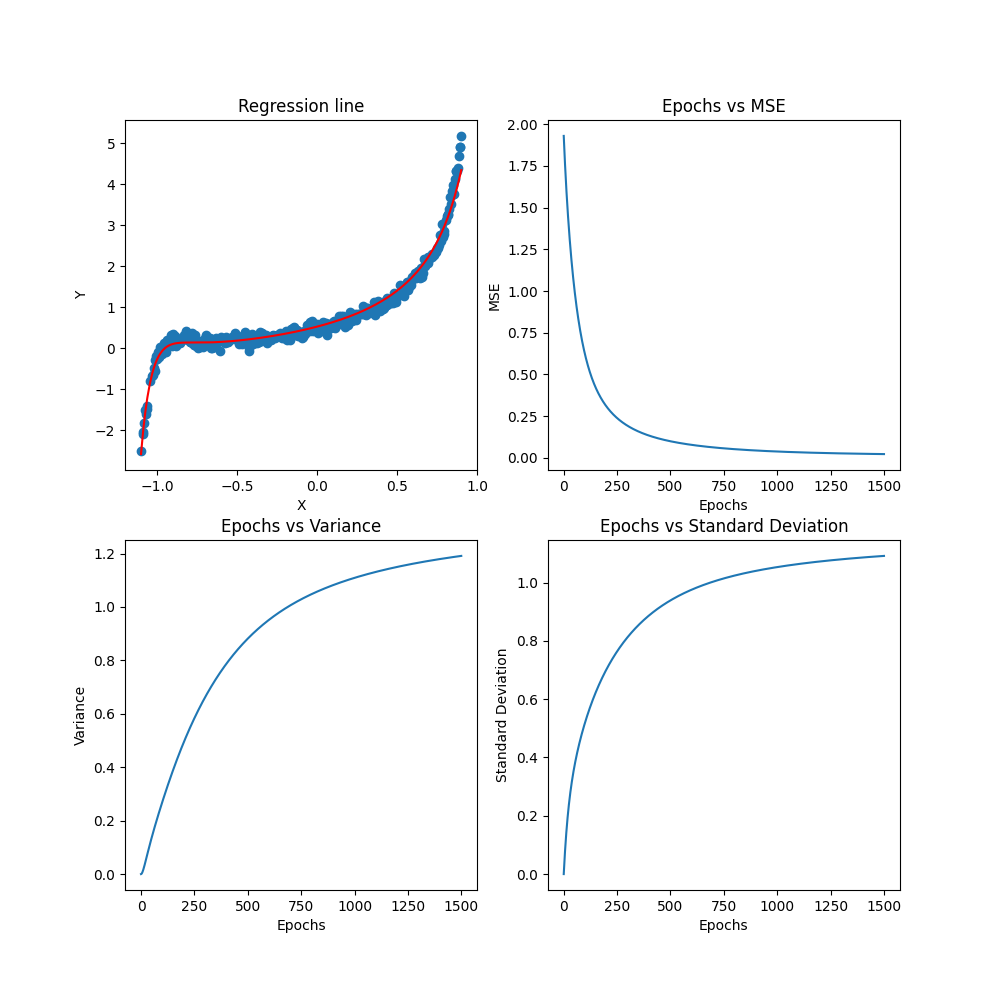 Regression line
5
4
3
2
1
0
−1
−2
Y
−1.0 −0.5 0.0 0.5 1.0
X
Epochs vs MSE
2.00
1.75
1.50
1.25
1.00
0.75
0.50
0.25
0.00
MSE
0 250 500 750 1000 1250 1500
Epochs
Epochs vs Variance
1.2
1.0
0.8
0.6
0.4
0.2
0.0
Variance
0 250 500 750 1000 1250 1500
Epochs
Epochs vs Standard Deviation
1.0
0.8
0.6
0.4
0.2
0.0
Standard Deviation
0 250 500 750 1000 1250 1500
Epochs